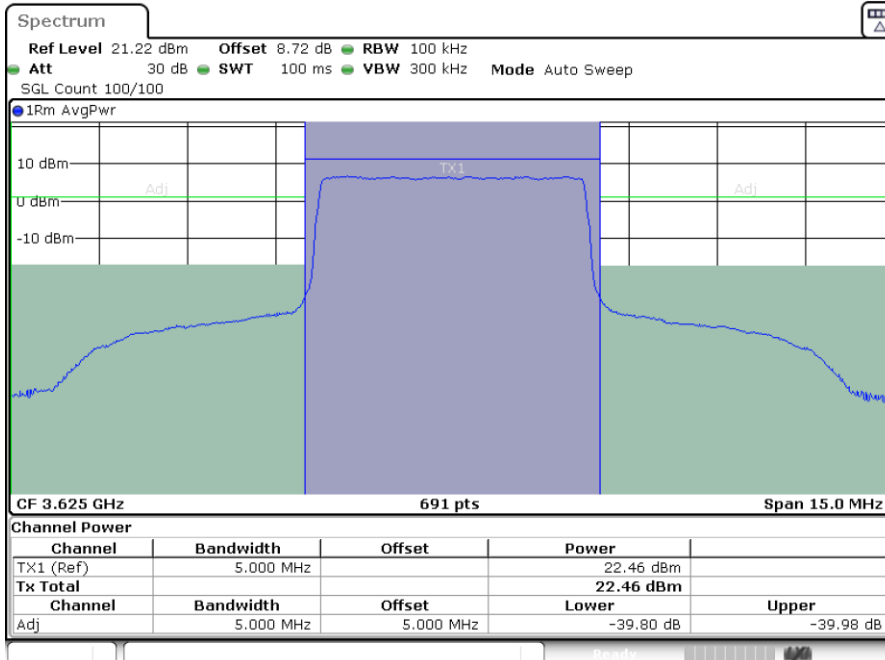 Spectrum
Ref Level 21.22 dBm Offset 8.72 dB RBW 100 kHz
Att 30 dB SWT 100 ms VBW 300 kHz Mode Auto Sweep
SGL Count 100/100
1Rm AvgPwr
10 dBm
TX1
Adj Adj
0 dBm
-10 dBm
CF 3.625 GHz 691 pts Span 15.0 MHz
Channel Power
Channel Bandwidth Offset Power
TX1 (Ref) 5.000 MHz 22.46 dBm
Tx Total 22.46 dBm
Channel Bandwidth Offset Lower Upper
Adj 5.000 MHz 5.000 MHz -39.80 dB -39.98 dB
Ready